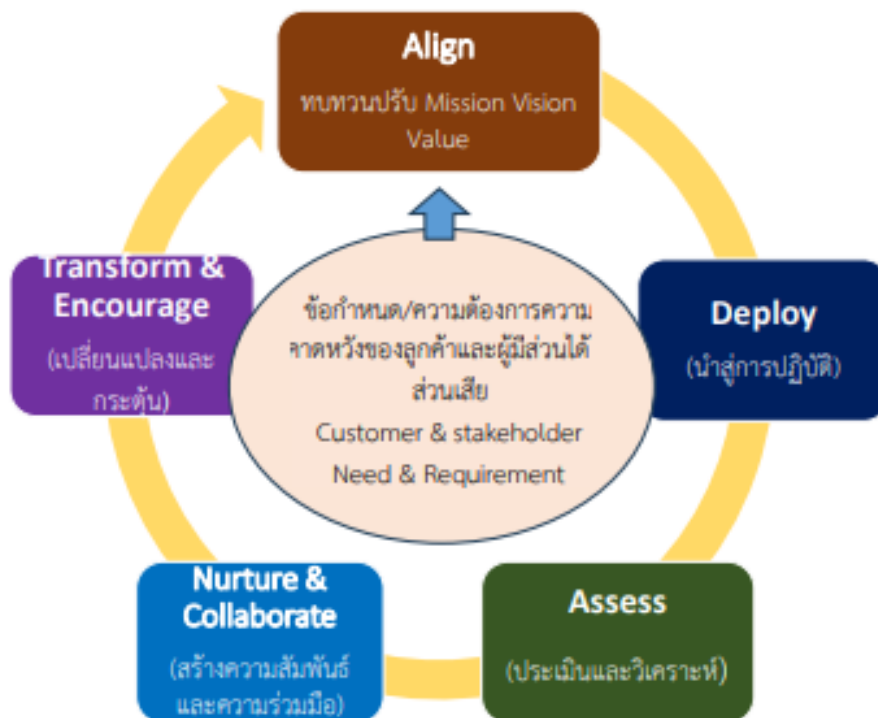 Align
ทบทวนปรับ Mission Vision
Value
Deploy
(นำสู่การปฏิบัติ)
Assess
(ประเมินและวิเคราะห์)
Nurture &
Collaborate
(สร้างความสัมพันธ์
และความร่วมมือ)
Transform &
Encourage
(เปลี่ยนแปลงและ
กระตุ้น)
ข้อกำหนด/ความต้องการความ
คาดหวังของลูกค้าและผู้มีส่วนได้
ส่วนเสีย
Customer & stakeholder
Need & Requirement